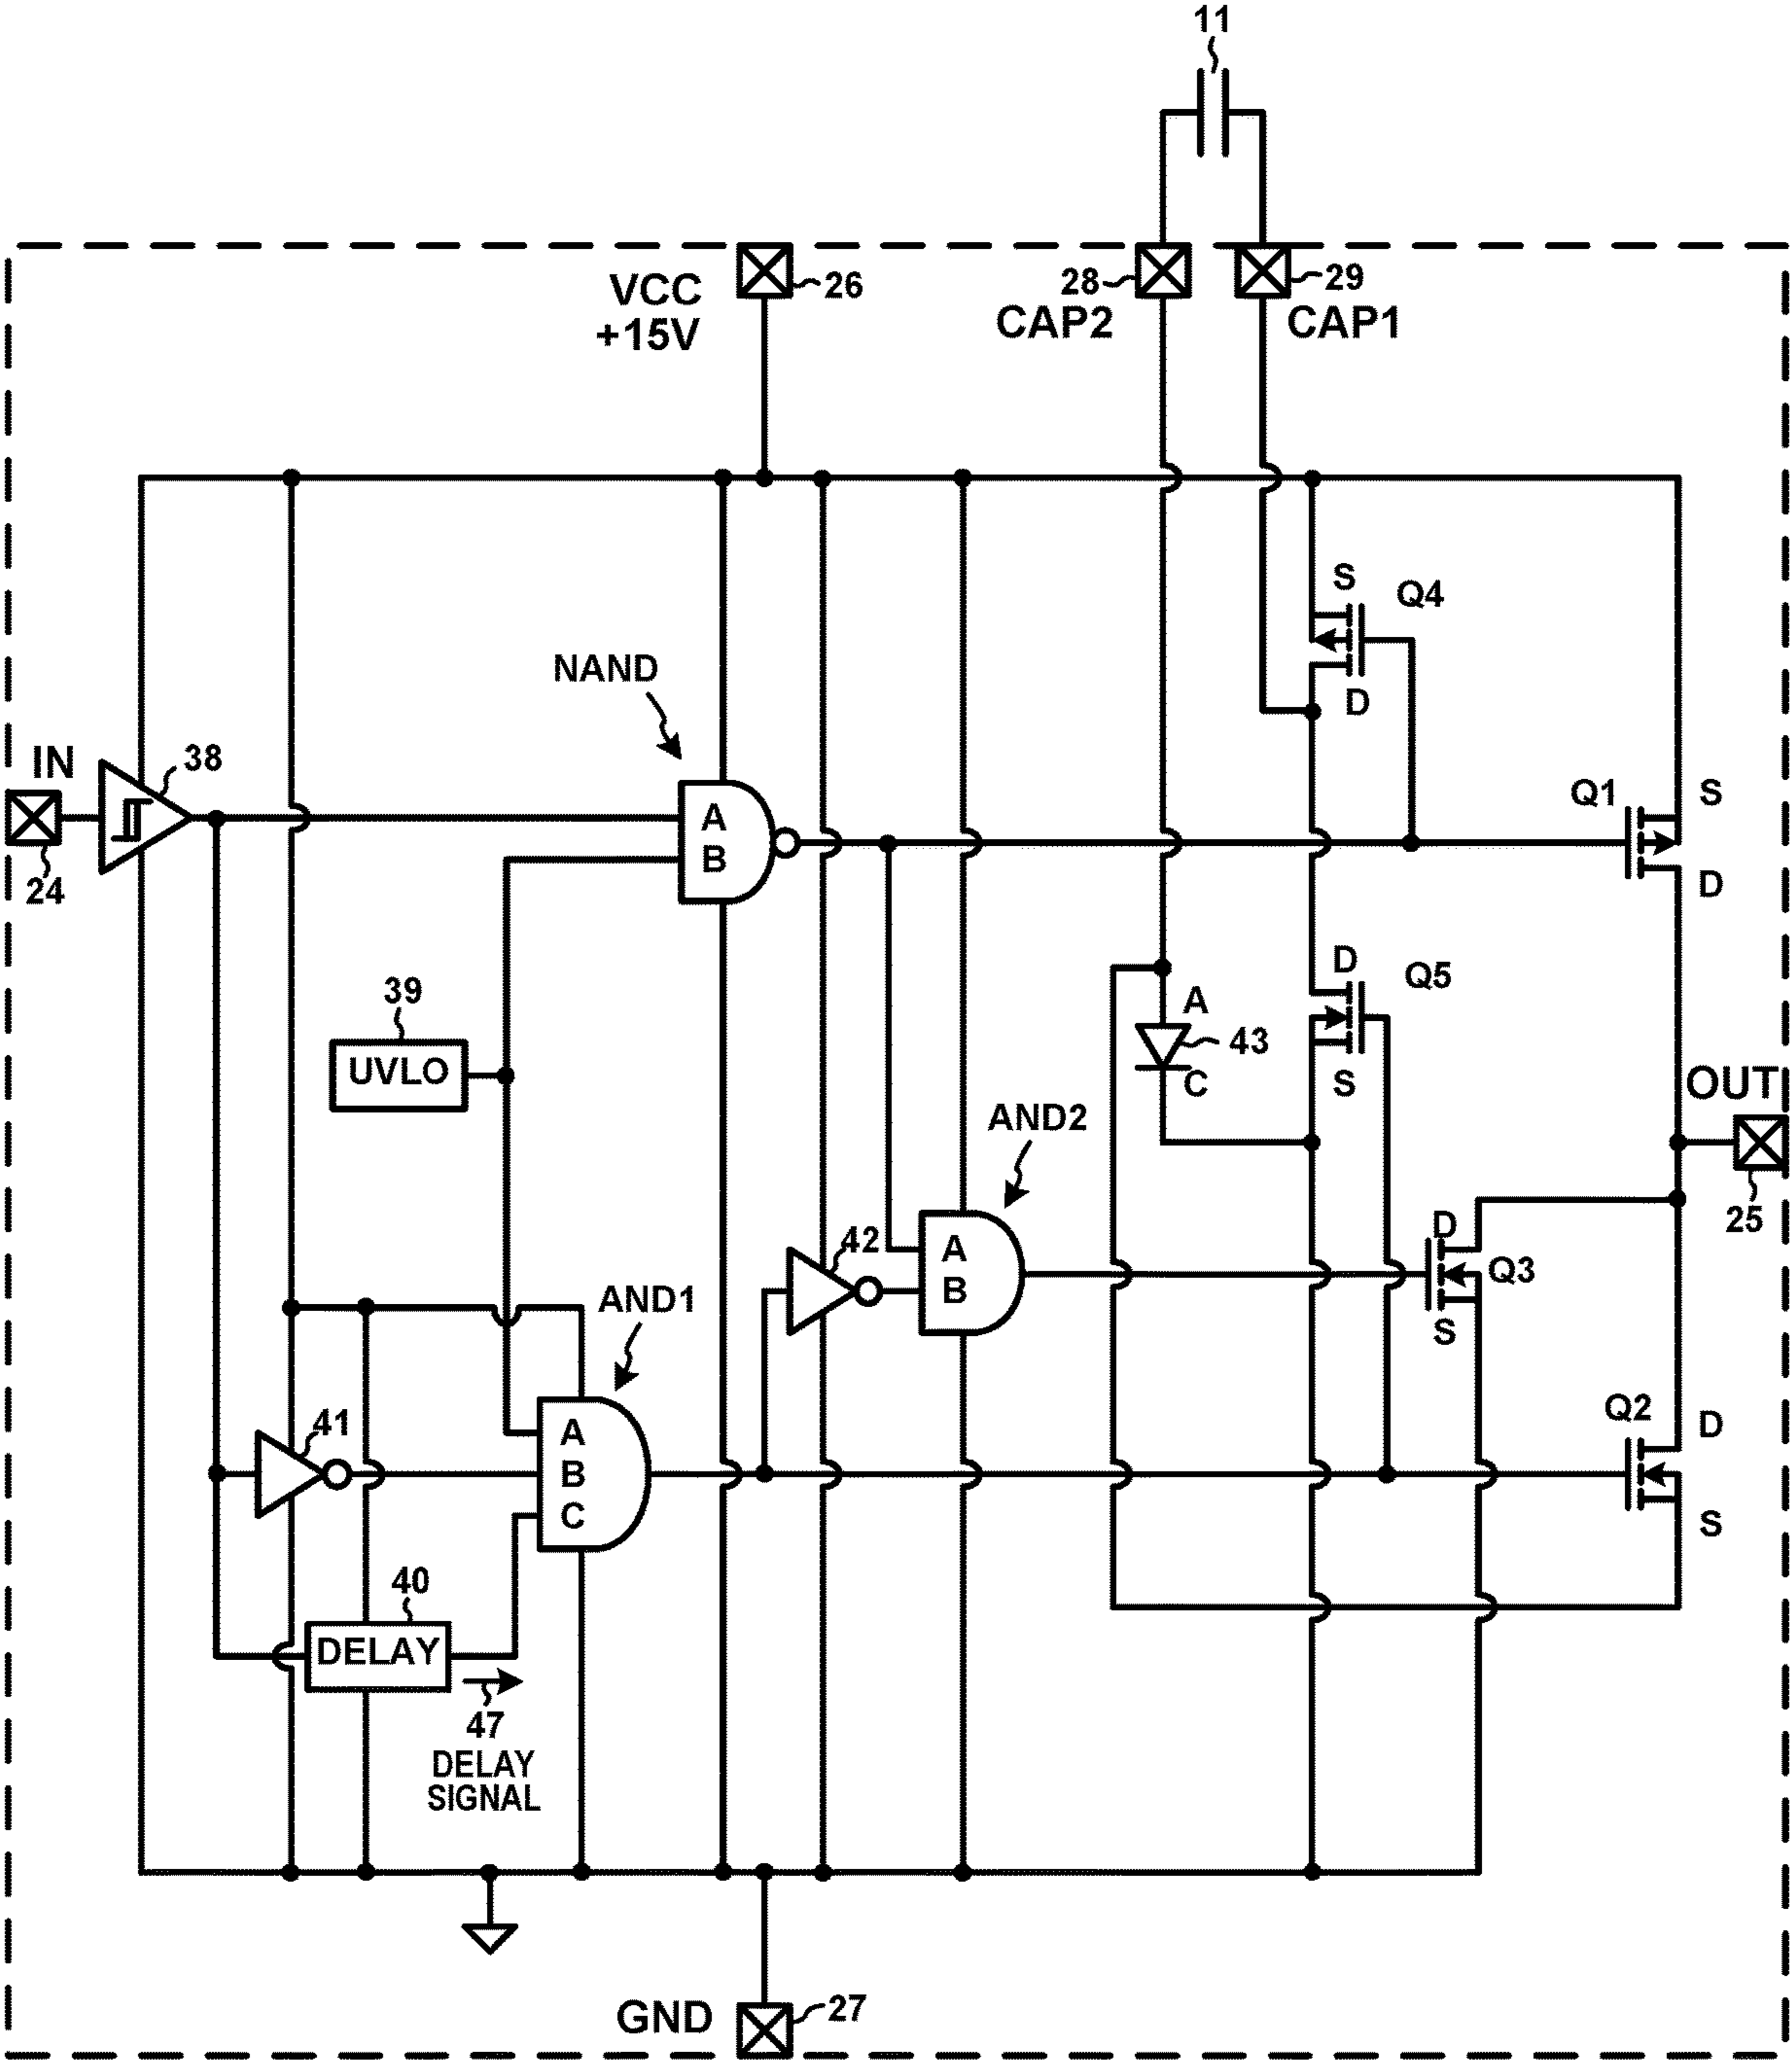 11
VCC
+15V
26
28
CAP2
29
CAP1
S
Q4
D
NAND
IN
38
24
A
B
Q1
S
D
39
UVLO
D
Q5
S
A
43
C
OUT
25
AND2
42
A
B
D
Q3
S
AND1
41
A
B
C
Q2
D
S
40
DELAY
47
DELAY
SIGNAL
GND
27